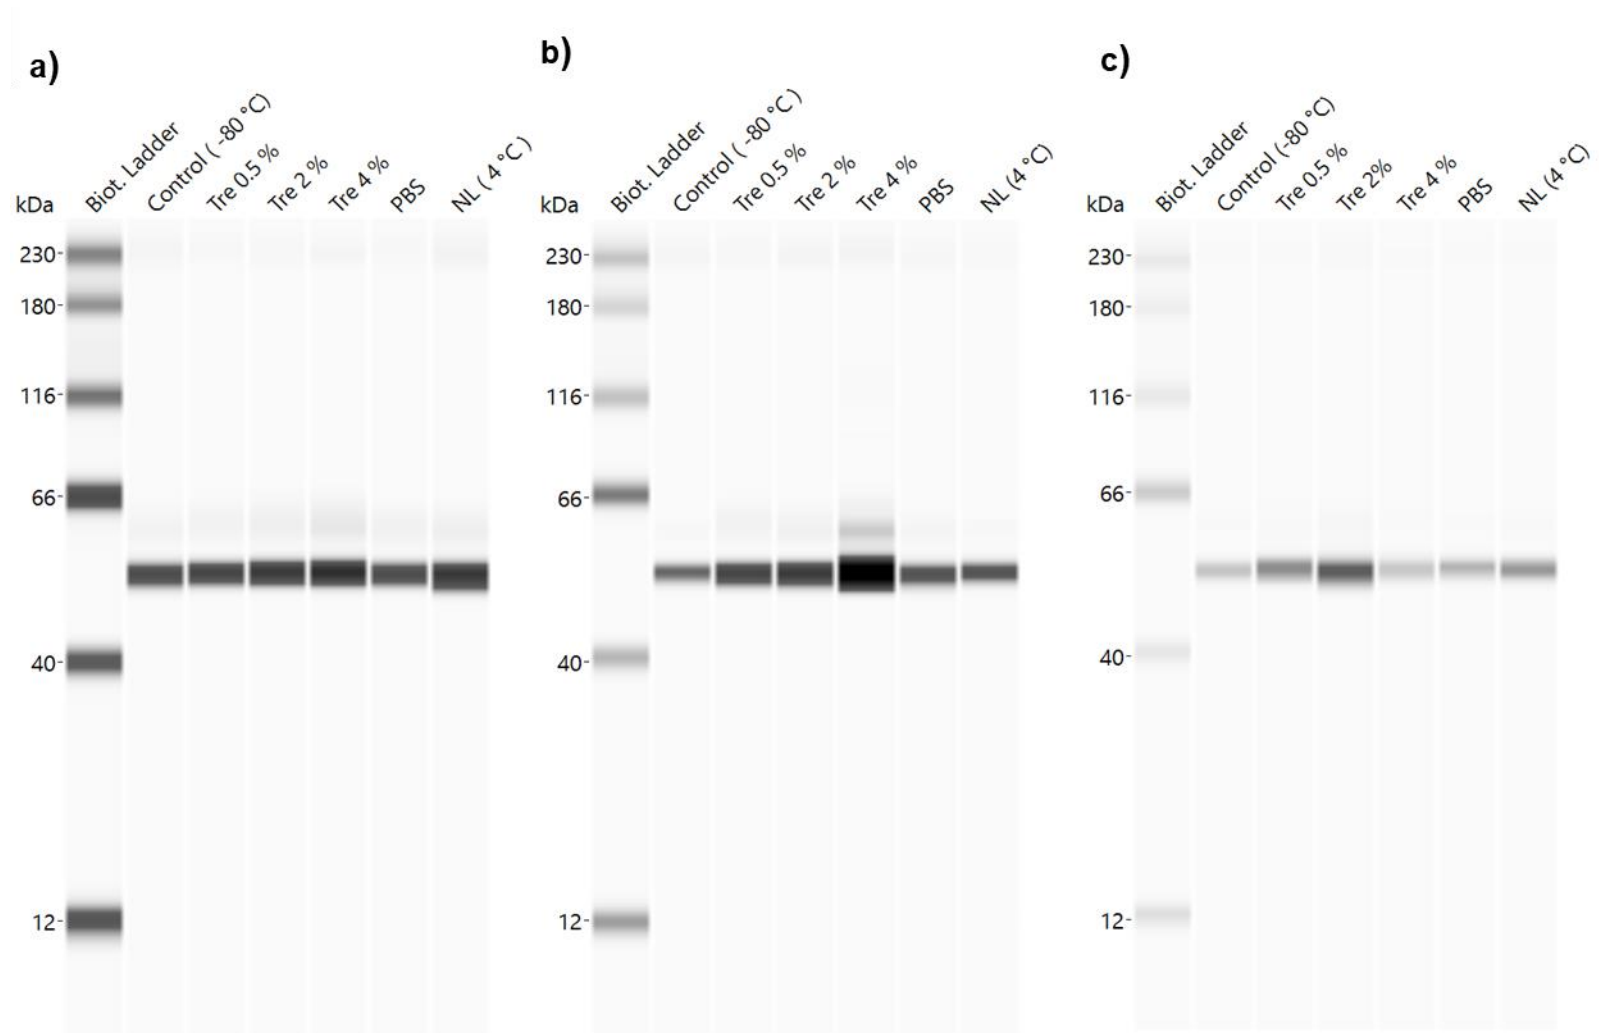 a)
kDa
Biot. Ladder
Control ( -80 °C)
Tre 0.5 %
Tre 2 %
Tre 4 %
PBS
NL ( 4 °C )
230-
180-
116-
66-
40-
12-
b)
kDa
Biot. Ladder
Control ( -80 °C )
Tre 0.5 %
Tre 2 %
Tre 4 %
PBS
NL (4 °C)
230-
180-
116-
66-
40-
12-
c)
kDa
Biot. Ladder
Control (-80 °C)
Tre 0.5 %
Tre 2%
Tre 4 %
PBS
NL (4 °C)
230-
180-
116-
66-
40-
12-